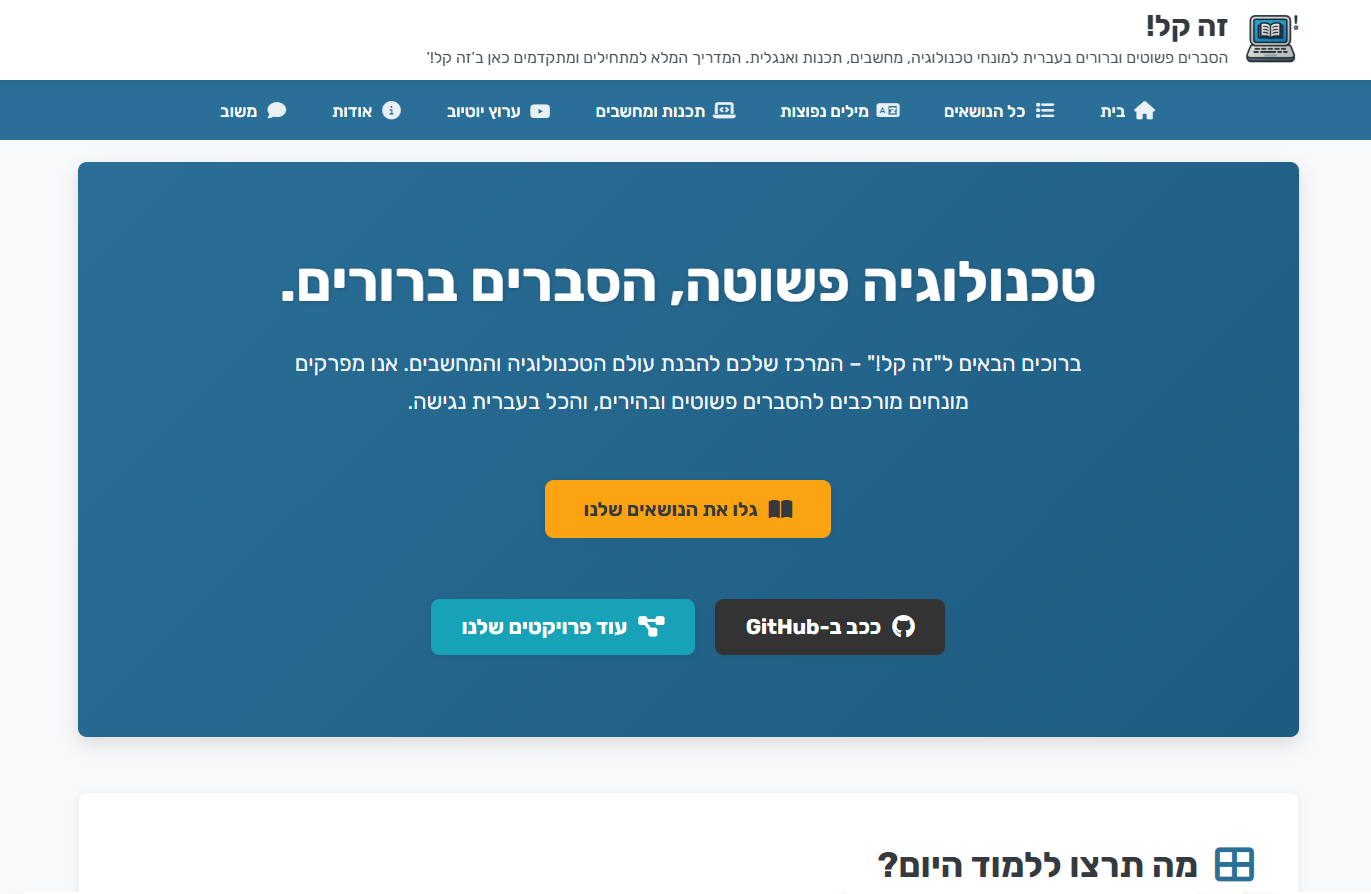 זה קל!
הסברים פשוטים וברורים בעברית למונחי טכנולוגיה, מחשבים, תכנות ואנגלית. המדריך המלא למתחילים ומתקדמים כאן ב'זה קל!'
בית
כל הנושאים
מילים נפוצות
תכנות ומחשבים
ערוץ יוטיוב
אודות
משוב
טכנולוגיה פשוטה, הסברים ברורים.
ברוכים הבאים ל"זה קל!" – המרכז שלכם להבנת עולם הטכנולוגיה והמחשבים. אנו מפרקים
מונחים מורכבים להסברים פשוטים ובהירים, והכל בעברית נגישה.
גלו את הנושאים שלנו
ככב ב-GitHub
עוד פרויקטים שלנו
מה תרצו ללמוד היום?